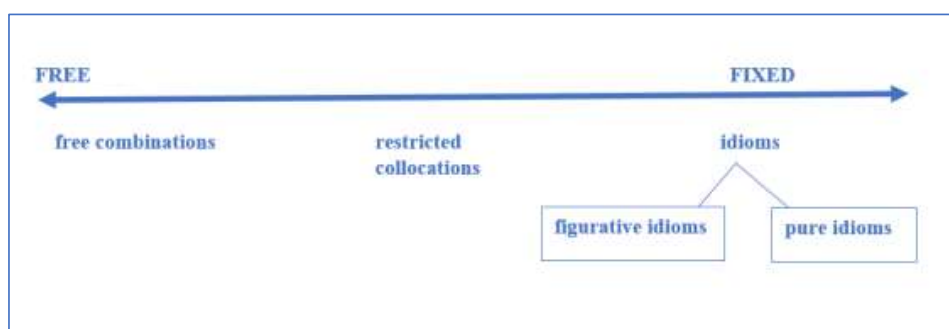 FREE FIXED
free combinations restricted idioms
collocations
figurative idioms pure idioms